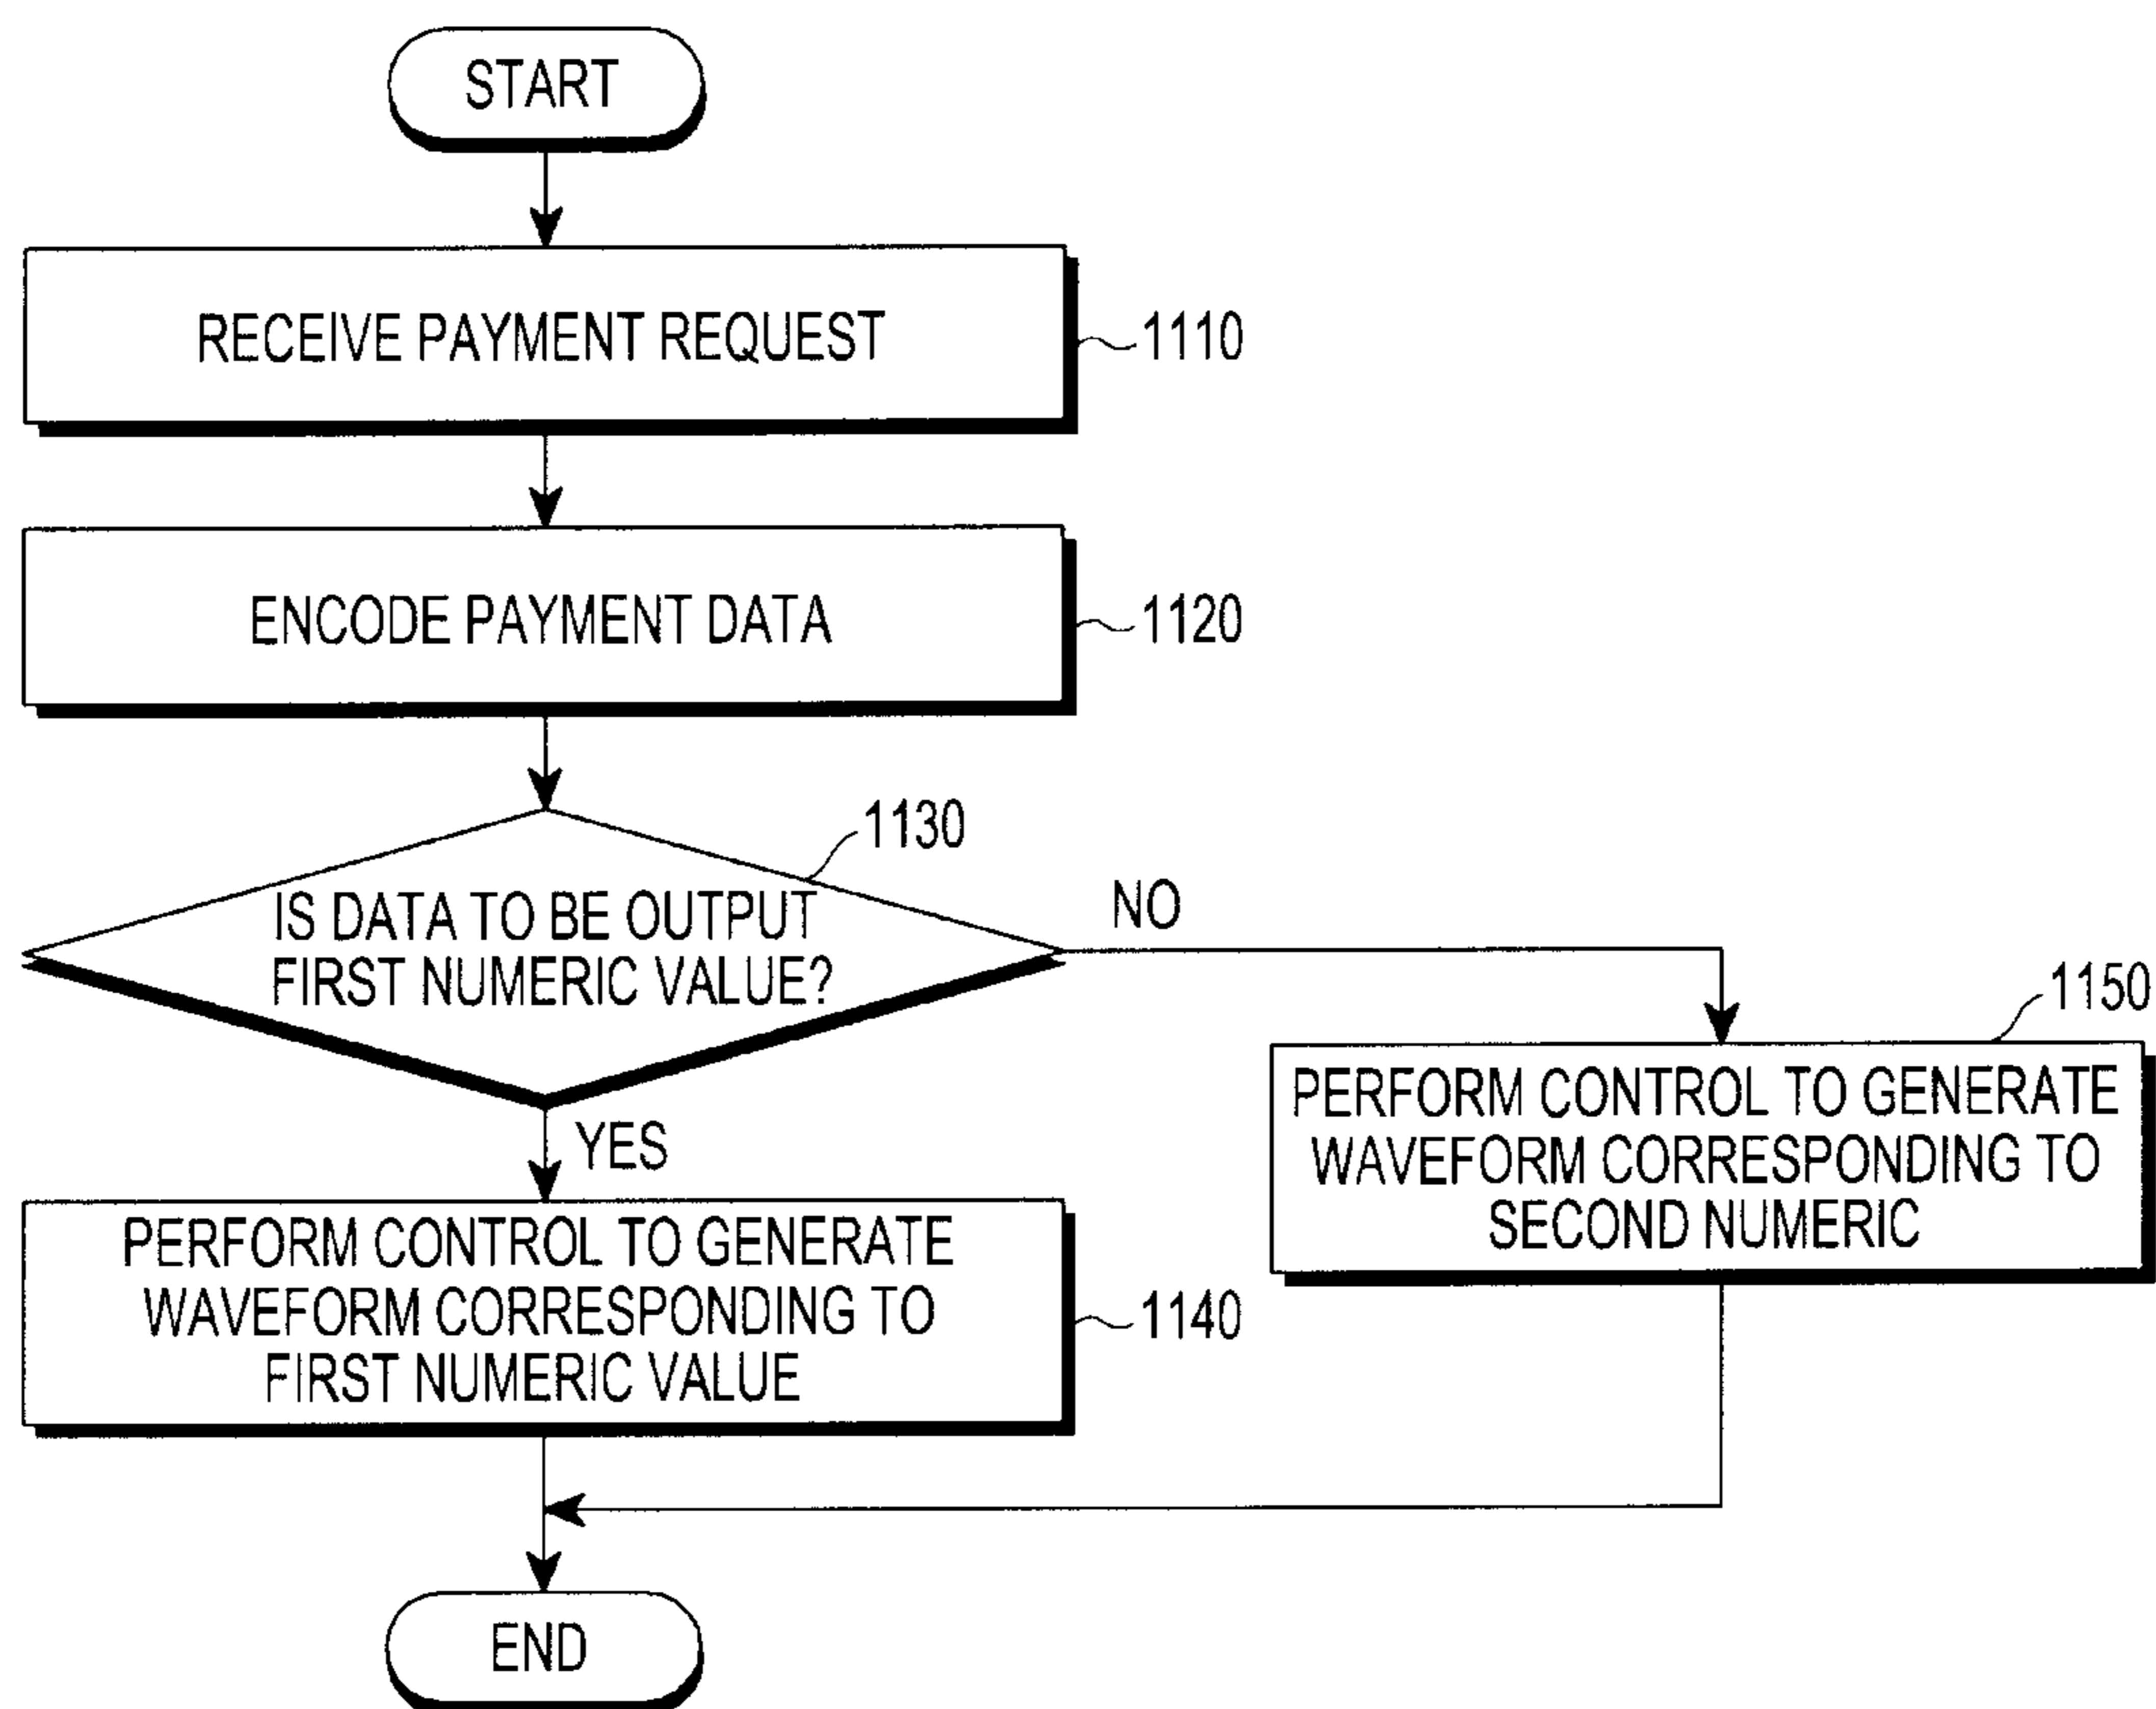 START
RECEIVE PAYMENT REQUEST
1110
ENCODE PAYMENT DATA
1120
1130
IS DATA TO BE OUTPUT
FIRST NUMERIC VALUE?
NO
YES
1150
PERFORM CONTROL TO GENERATE
WAVEFORM CORRESPONDING TO
SECOND NUMERIC
PERFORM CONTROL TO GENERATE
WAVEFORM CORRESPONDING TO
FIRST NUMERIC VALUE
1140
END